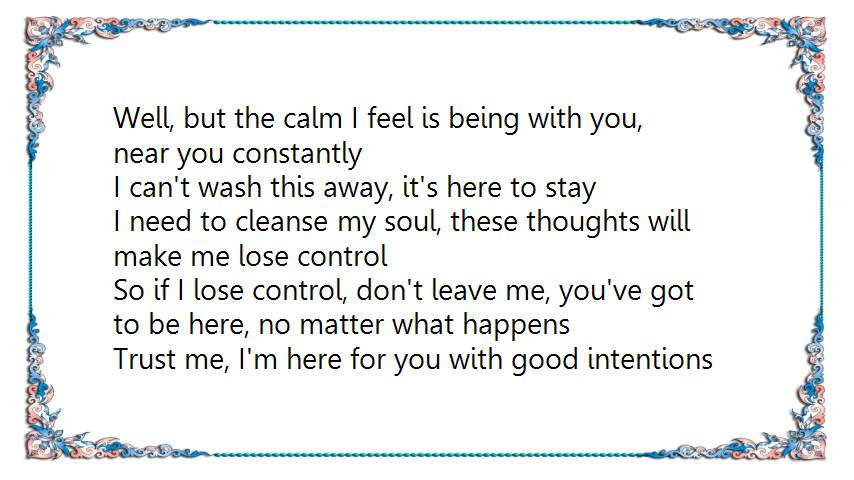 Well, but the calm I feel is being with you,
near you constantly
I can't wash this away, it's here to stay
I need to cleanse my soul, these thoughts will
make me lose control
So if I lose control, don't leave me, you've got
to be here, no matter what happens
Trust me, I'm here for you with good intentions